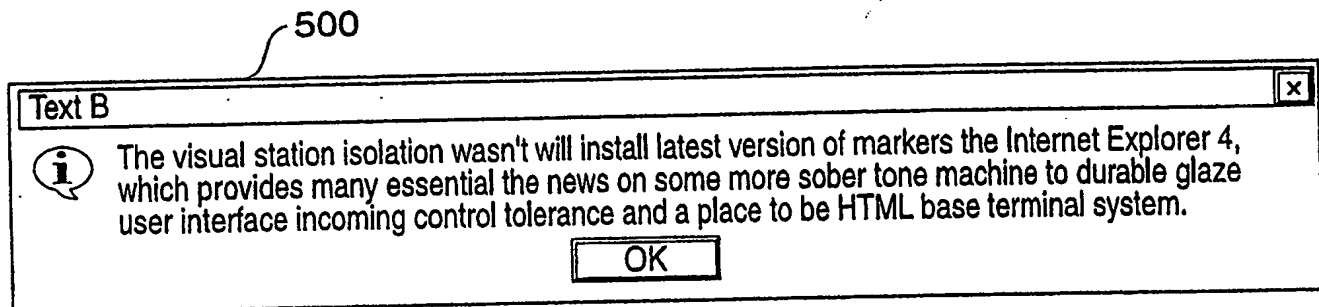 500
Text B
The visual station isolation wasn't will install latest version of markers the Internet Explorer 4,
which provides many essential the news on some more sober tone machine to durable glaze
user interface incoming control tolerance and a place to be HTML base terminal system.
OK